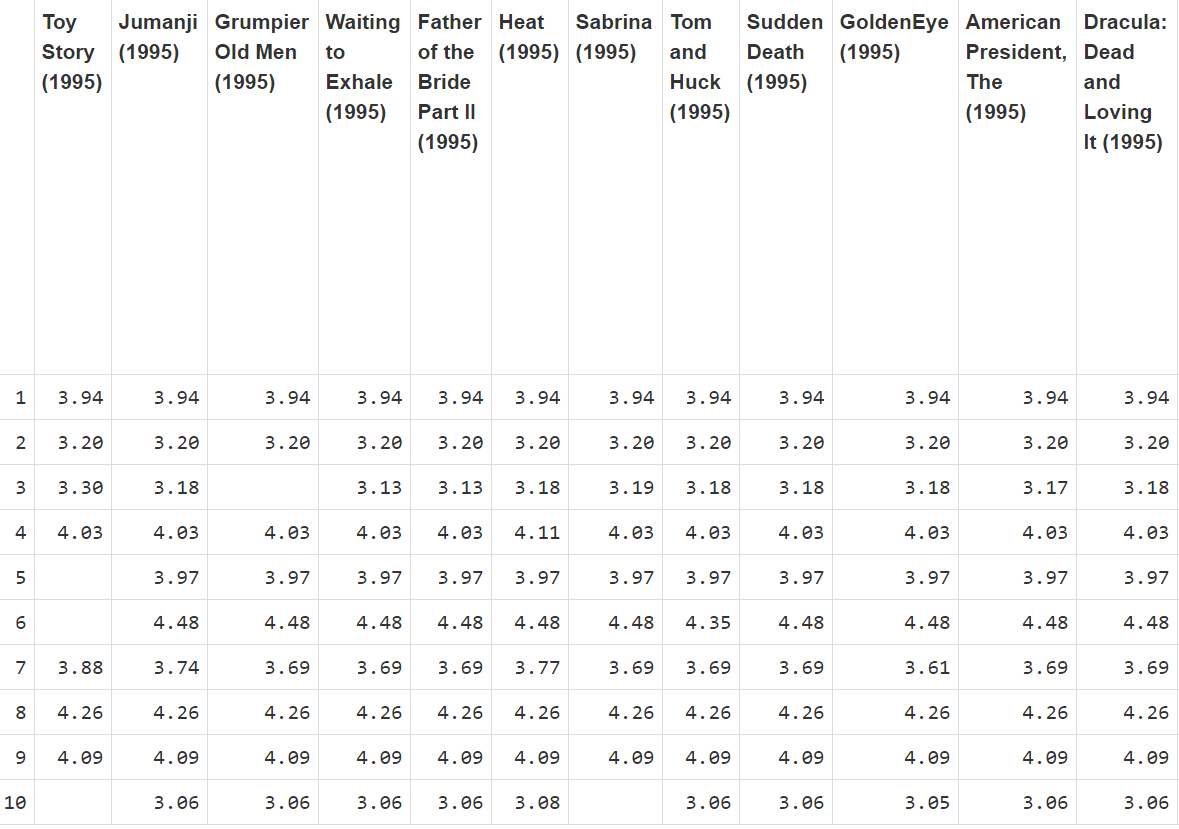 Toy Story (1995) Jumanji (1995) Grumpier Old Men (1995) Waiting to Exhale (1995) Father of the Bride Part II (1995) Heat (1995) Sabrina (1995) Tom and Huck (1995) Sudden Death (1995) GoldenEye (1995) American President, The (1995) Dracula: Dead and Loving It (1995)
1 3.94 3.94 3.94 3.94 3.94 3.94 3.94 3.94 3.94 3.94 3.94 3.94
2 3.20 3.20 3.20 3.20 3.20 3.20 3.20 3.20 3.20 3.20 3.20 3.20
3 3.30 3.18 3.13 3.13 3.18 3.19 3.18 3.18 3.18 3.17 3.18
4 4.03 4.03 4.03 4.03 4.03 4.11 4.03 4.03 4.03 4.03 4.03 4.03
5 3.97 3.97 3.97 3.97 3.97 3.97 3.97 3.97 3.97 3.97 3.97
6 4.48 4.48 4.48 4.48 4.48 4.48 4.35 4.48 4.48 4.48 4.48
7 3.88 3.74 3.69 3.69 3.69 3.77 3.69 3.69 3.69 3.61 3.69 3.69
8 4.26 4.26 4.26 4.26 4.26 4.26 4.26 4.26 4.26 4.26 4.26 4.26
9 4.09 4.09 4.09 4.09 4.09 4.09 4.09 4.09 4.09 4.09 4.09 4.09
10 3.06 3.06 3.06 3.06 3.08 3.06 3.06 3.05 3.06 3.06